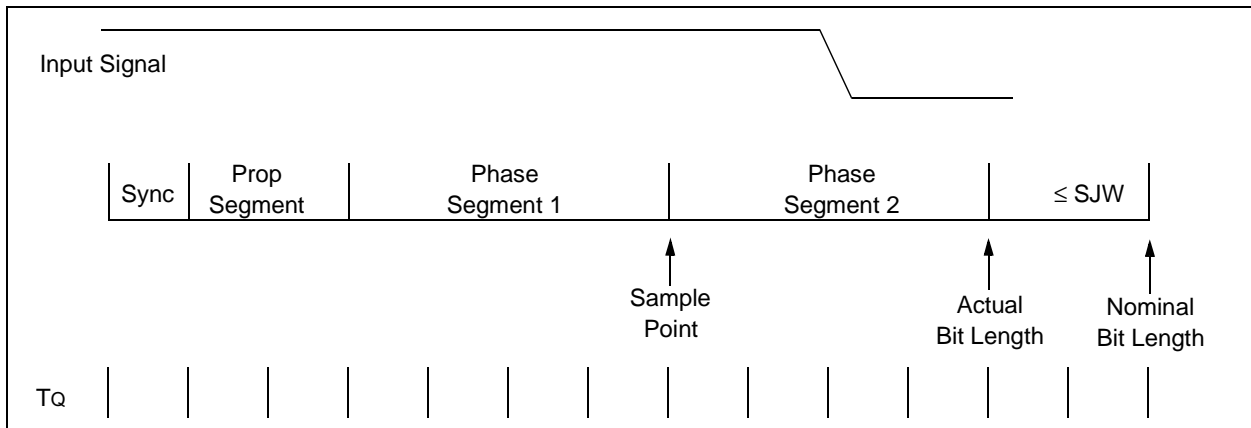 Input Signal
Sync
Prop
Segment
Phase
Segment 1
Phase
Segment 2
≤ SJW
Sample
Point
Actual
Bit Length
Nominal
Bit Length
TQ